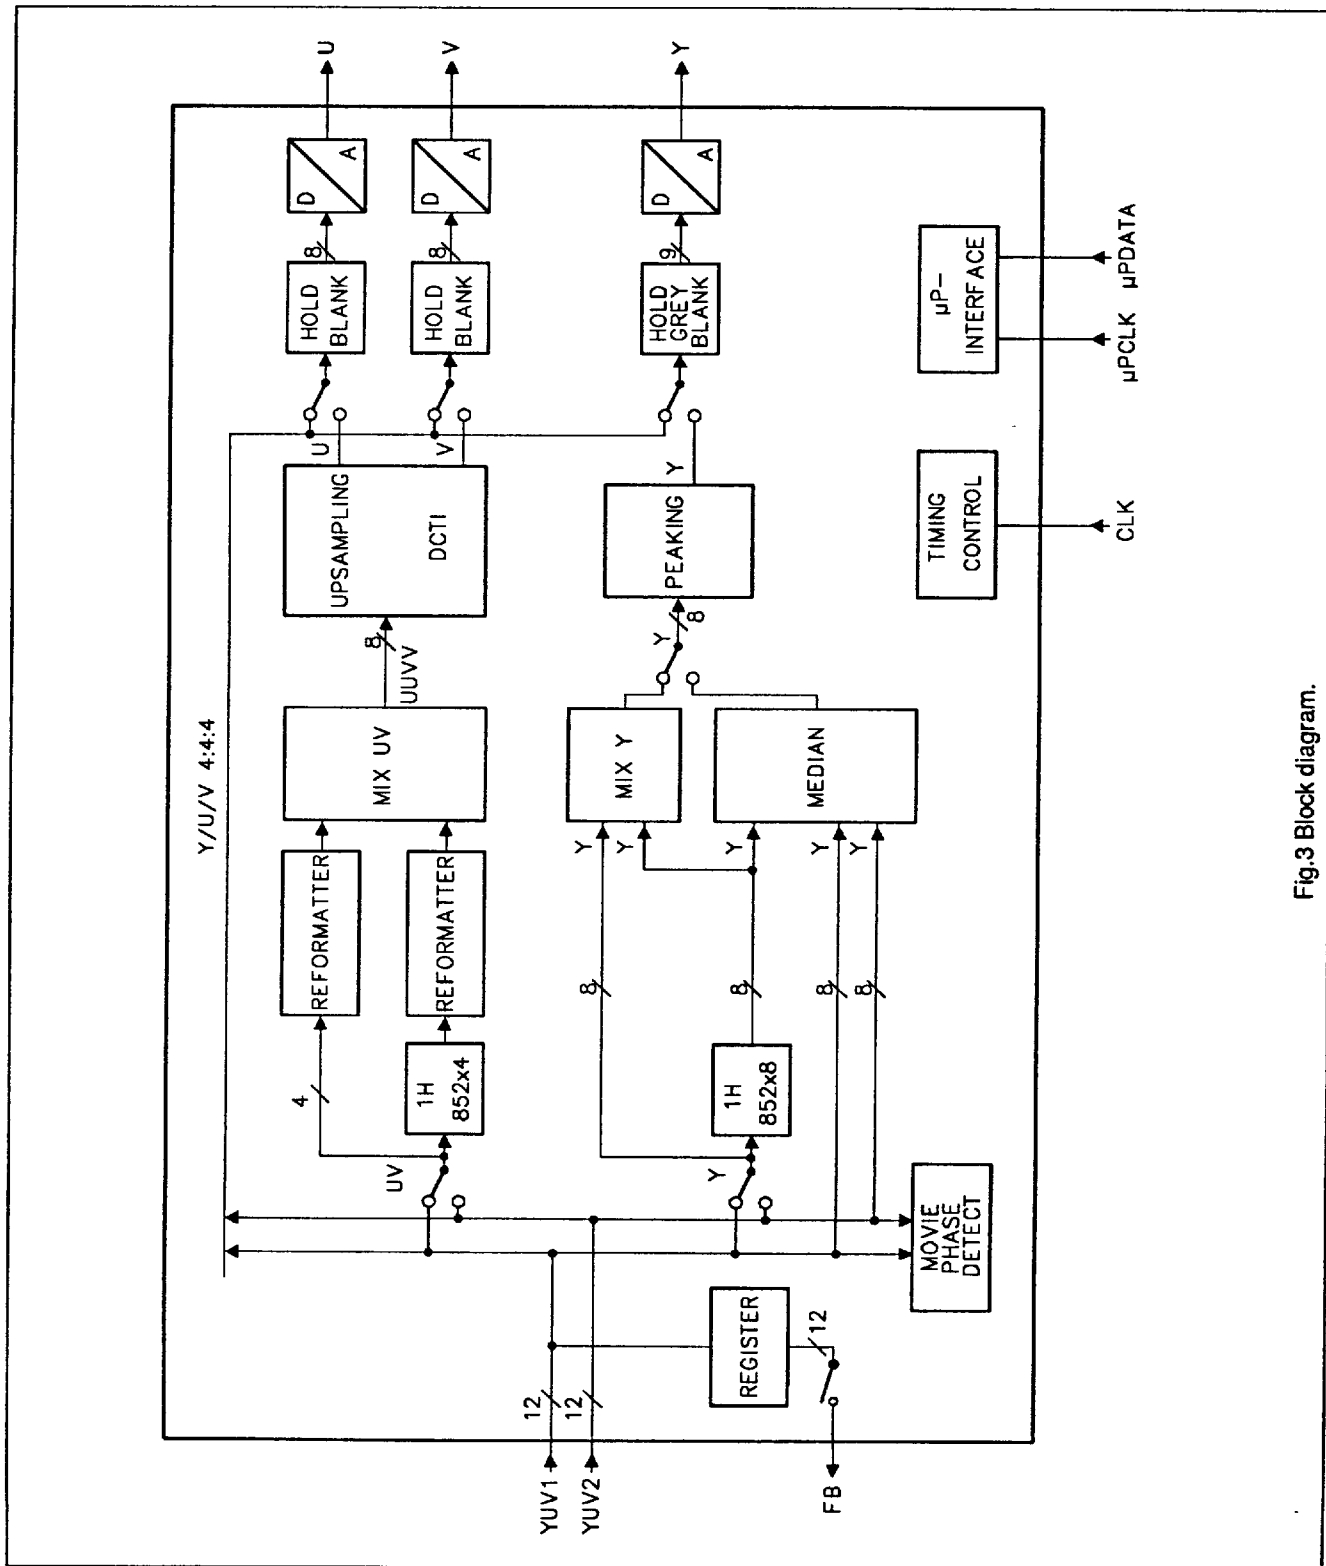 Y/U/V 4:4:4
YUV1
12
YUV2
12
FB
12
REGISTER
MOVIE
PHASE
DETECT
UV
4
1H
852x4
REFORMATTER
REFORMATTER
MIX UV
8
UUVV
UPSAMPLING
DCTI
U
V
HOLD
BLANK
8
D
A
U
HOLD
BLANK
8
D
A
V
Y
1H
852x8
8
8
8
8
Y
Y
Y
Y
Y
MIX Y
MEDIAN
Y
8
PEAKING
Y
HOLD
GREY
BLANK
9
D
A
Y
TIMING
CONTROL
CLK
µP-
INTERFACE
µPCLK
µPDATA
Fig.3 Block diagram.